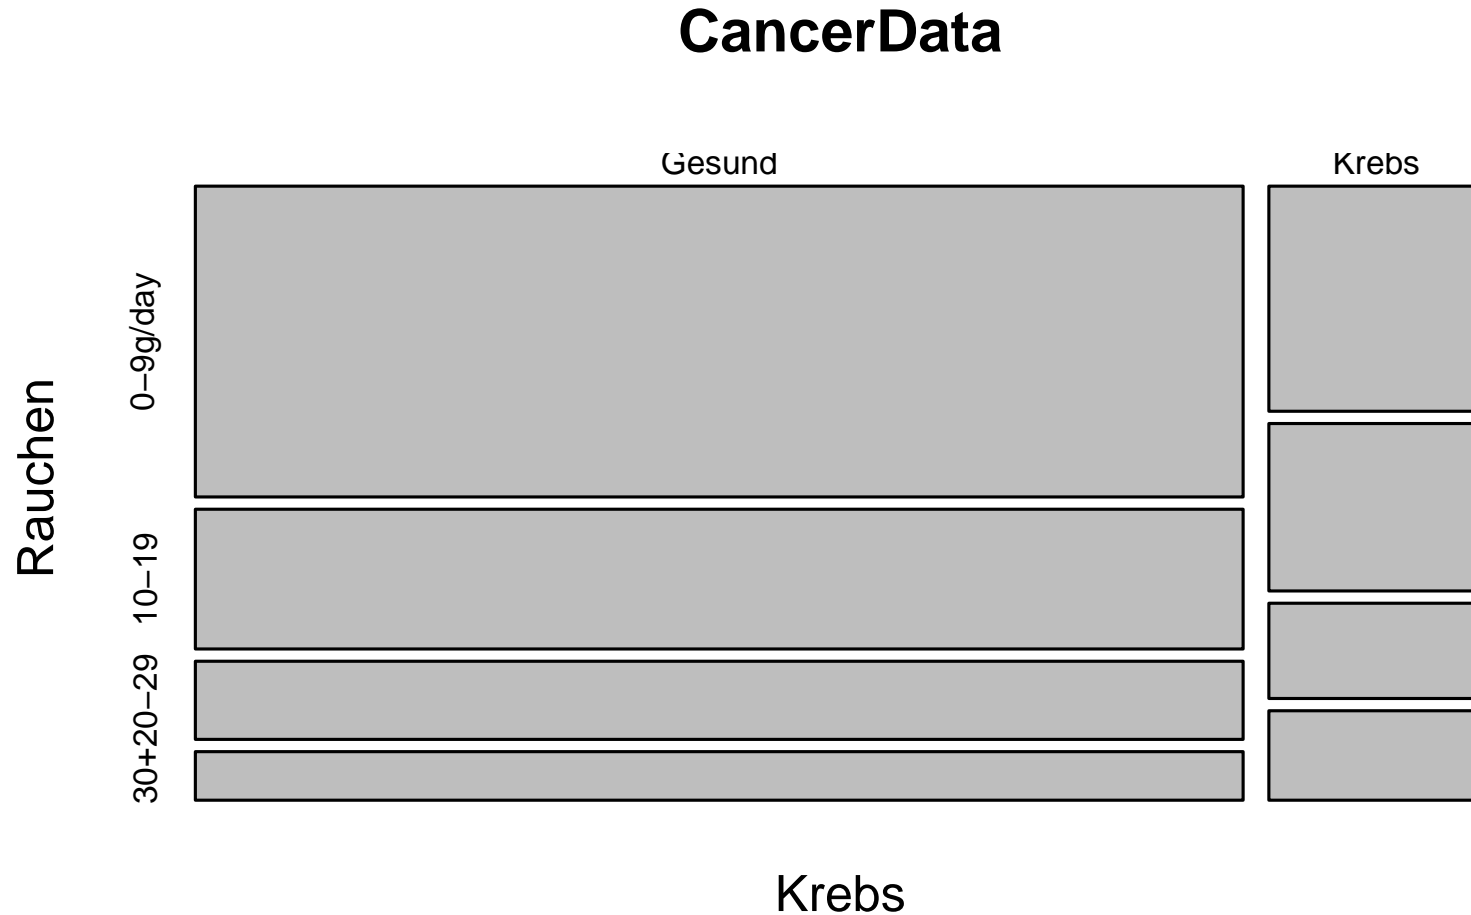 CancerData
Gesund
Krebs
0–9g/day
10–19
20–29
30+
Rauchen
Krebs